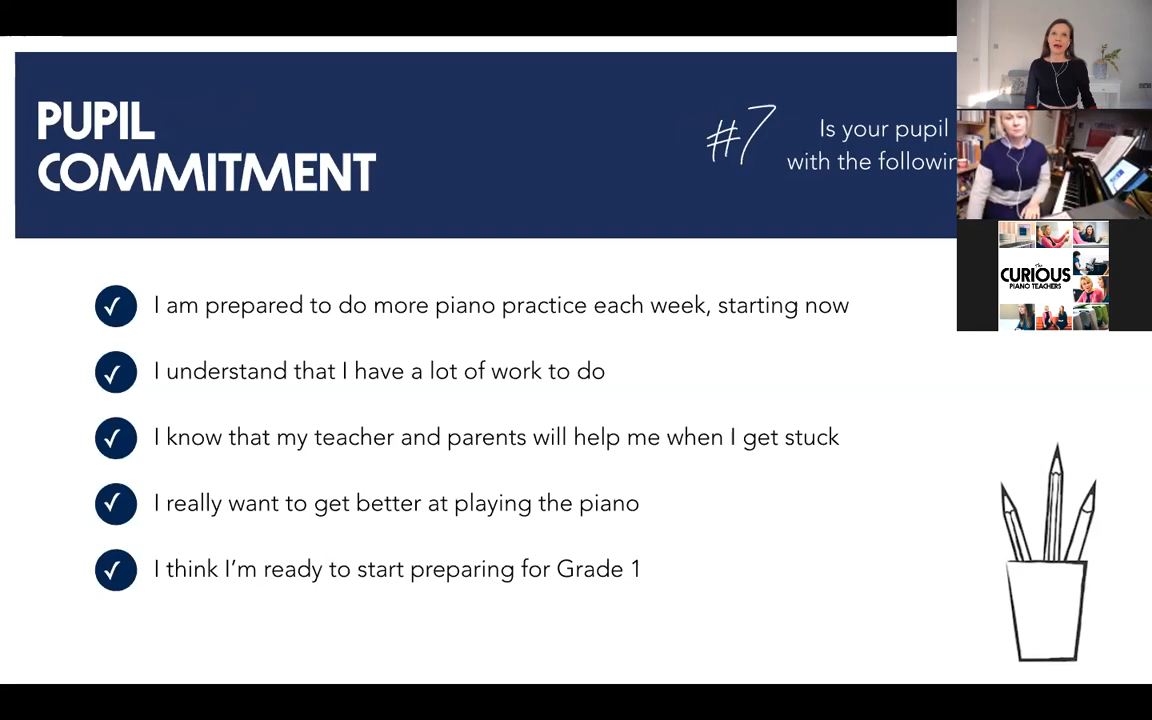 PUPIL
COMMITMENT
#7
Is your pupil
with the followin
I am prepared to do more piano practice each week, starting now
I understand that I have a lot of work to do
I know that my teacher and parents will help me when I get stuck
I really want to get better at playing the piano
I think I'm ready to start preparing for Grade 1
The
CURIOUS
PIANO TEACHERS